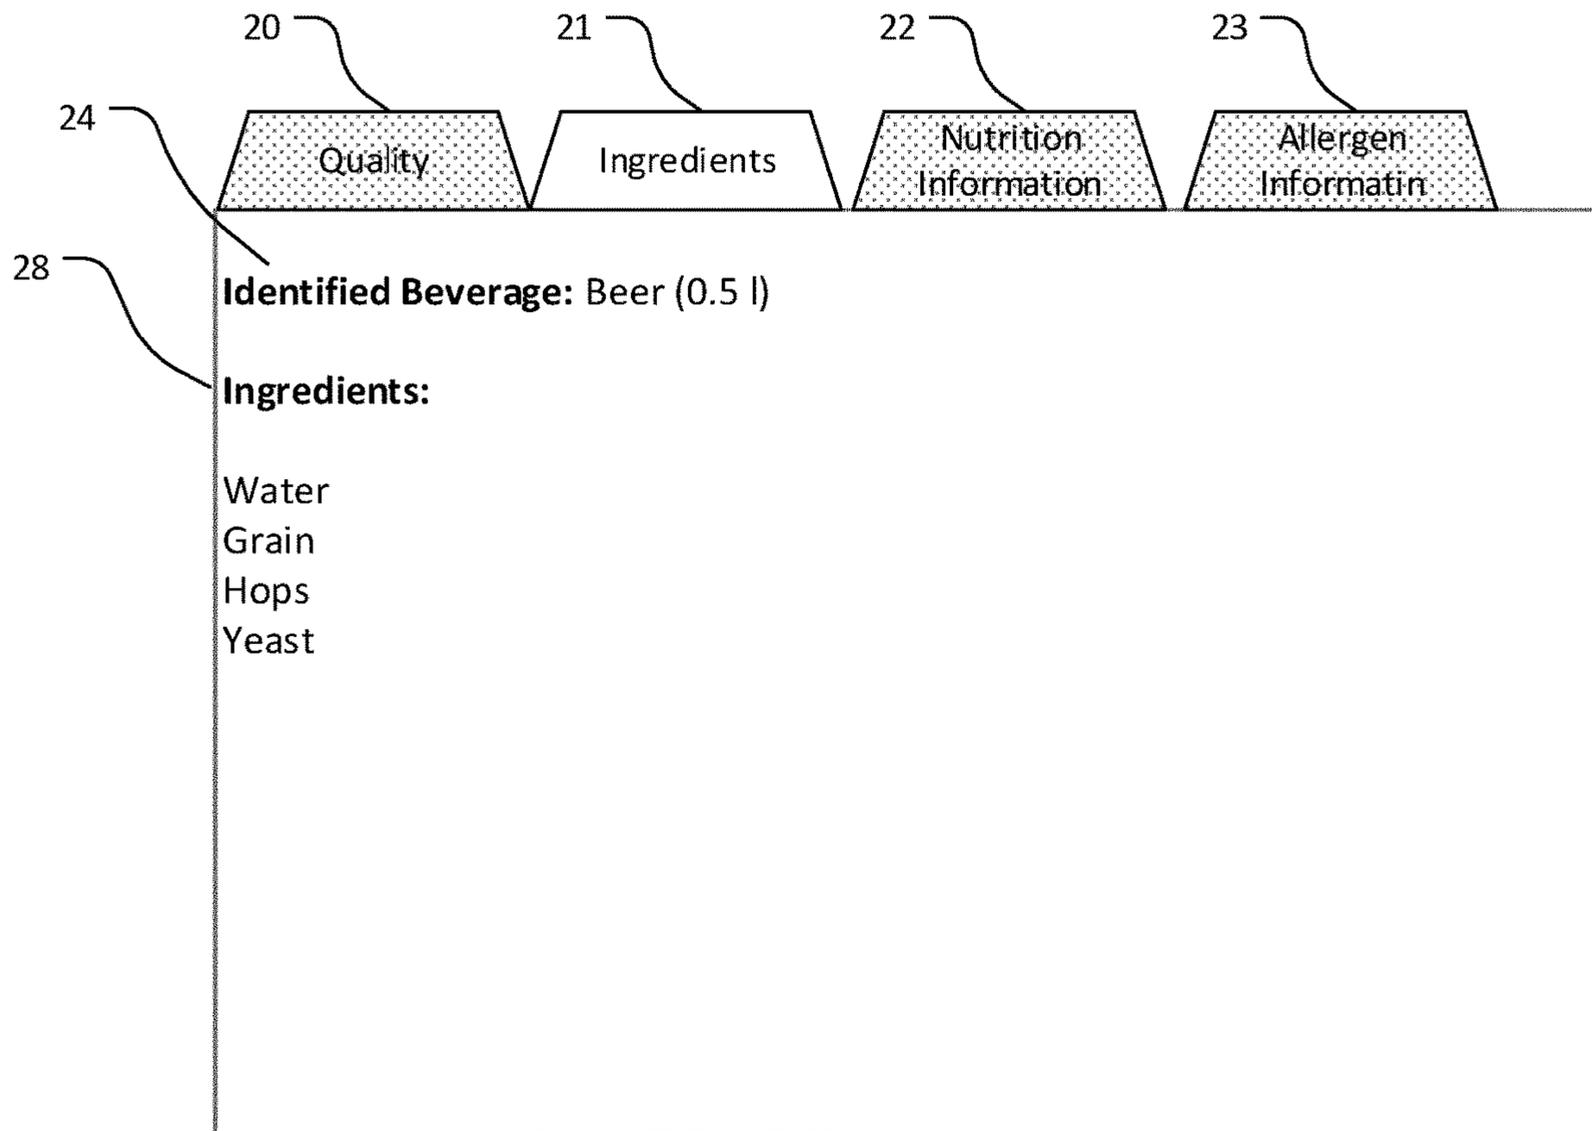 20
21
22
23
24
Quality
Ingredients
Nutrition
Information
Allergen
Informatin
28
Identified Beverage: Beer (0.5 l)
Ingredients:
Water
Grain
Hops
Yeast